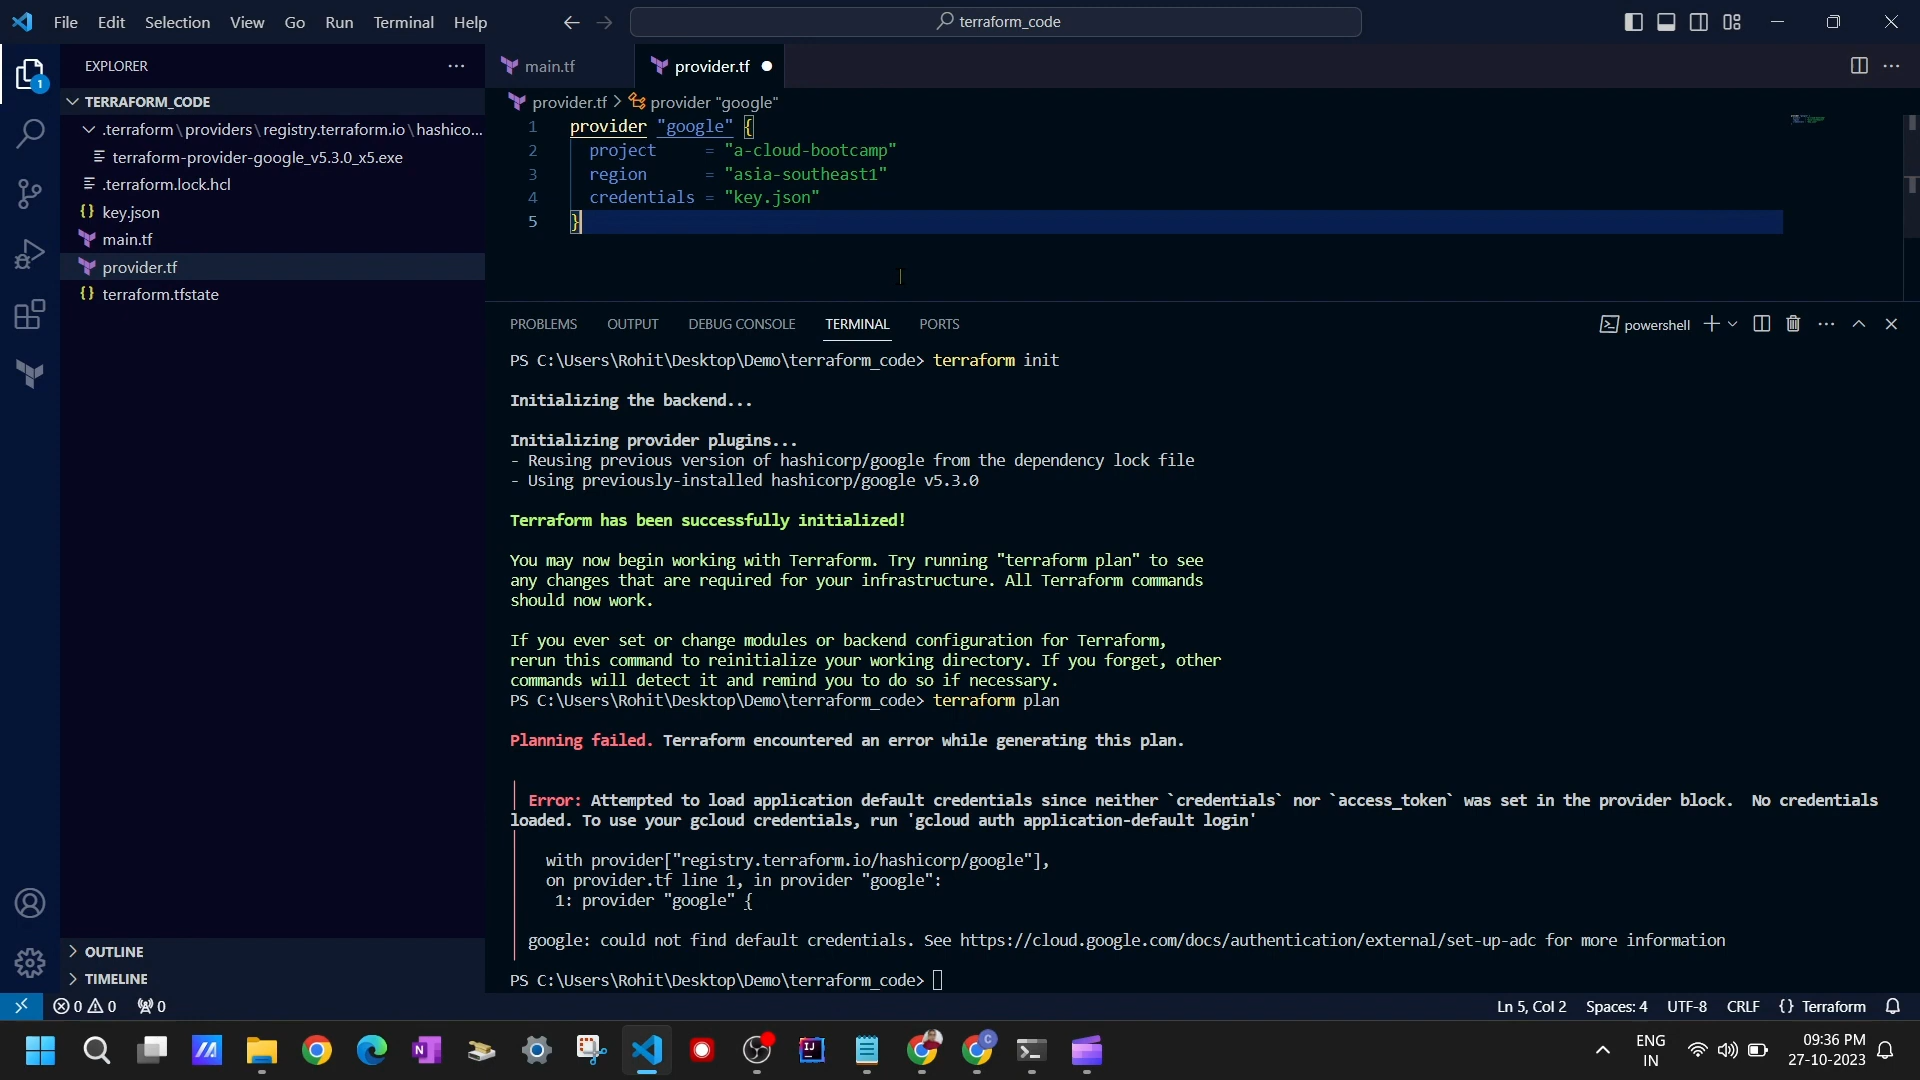 File Edit Selection View Go Run Terminal Help
terraform_code
EXPLORER
1
TERRAFORM_CODE
.terraform\providers\registry.terraform.io\hashico...
terraform-provider-google_v5.3.0_x5.exe
.terraform.lock.hcl
{} key.json
main.tf
provider.tf
{} terraform.tfstate
OUTLINE
TIMELINE
main.tf
provider.tf
provider.tf > provider "google"
1 provider "google" {
2 project = "a-cloud-bootcamp"
3 region = "asia-southeast1"
4 credentials = "key.json"
5 }
PROBLEMS OUTPUT DEBUG CONSOLE TERMINAL PORTS
powershell
PS C:\Users\Rohit\Desktop\Demo\terraform_code> terraform init
Initializing the backend...
Initializing provider plugins...
- Reusing previous version of hashicorp/google from the dependency lock file
- Using previously-installed hashicorp/google v5.3.0
Terraform has been successfully initialized!
You may now begin working with Terraform. Try running "terraform plan" to see
any changes that are required for your infrastructure. All Terraform commands
should now work.
If you ever set or change modules or backend configuration for Terraform,
rerun this command to reinitialize your working directory. If you forget, other
commands will detect it and remind you to do so if necessary.
PS C:\Users\Rohit\Desktop\Demo\terraform_code> terraform plan
Planning failed. Terraform encountered an error while generating this plan.
Error: Attempted to load application default credentials since neither `credentials` nor `access_token` was set in the provider block.  No credentials
loaded. To use your gcloud credentials, run 'gcloud auth application-default login'
with provider["registry.terraform.io/hashicorp/google"],
on provider.tf line 1, in provider "google":
1: provider "google" {
google: could not find default credentials. See https://cloud.google.com/docs/authentication/external/set-up-adc for more information
PS C:\Users\Rohit\Desktop\Demo\terraform_code>
0 0 0
Ln 5, Col 2 Spaces: 4 UTF-8 CRLF {} Terraform
N
IJ
C
ENG
IN
09:36 PM
27-10-2023